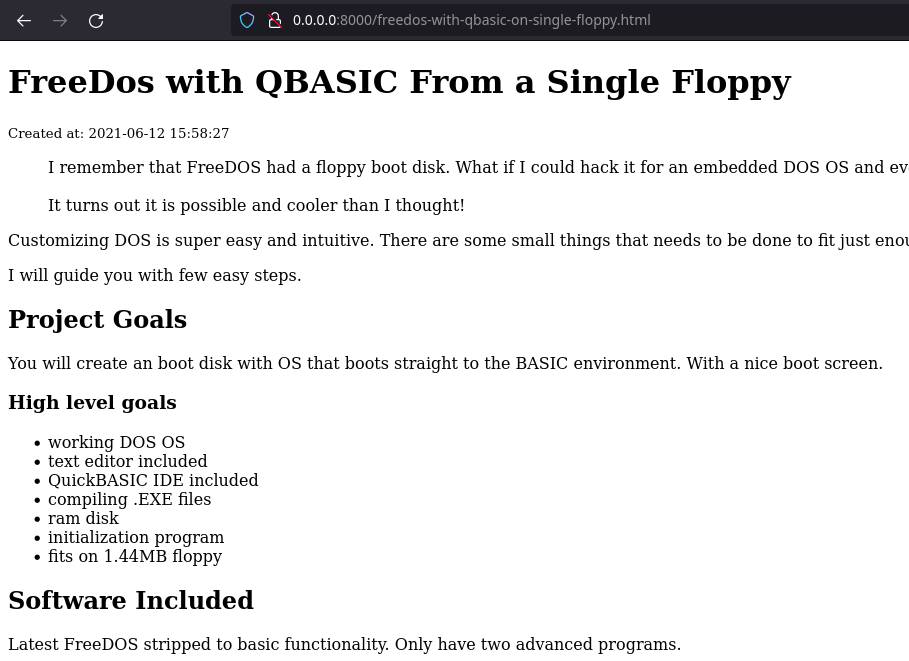 0.0.0.0:8000/freedos-with-qbasic-on-single-floppy.html
FreeDos with QBASIC From a Single Floppy
Created at: 2021-06-12 15:58:27
I remember that FreeDOS had a floppy boot disk. What if I could hack it for an embedded DOS OS and
It turns out it is possible and cooler than I thought!
Customizing DOS is super easy and intuitive. There are some small things that needs to be done to fit just
I will guide you with few easy steps.
Project Goals
You will create an boot disk with OS that boots straight to the BASIC environment. With a nice boot screen.
High level goals
• working DOS OS
• text editor included
• QuickBASIC IDE included
• compiling .EXE files
• ram disk
• initialization program
• fits on 1.44MB floppy
Software Included
Latest FreeDOS stripped to basic functionality. Only have two advanced programs.